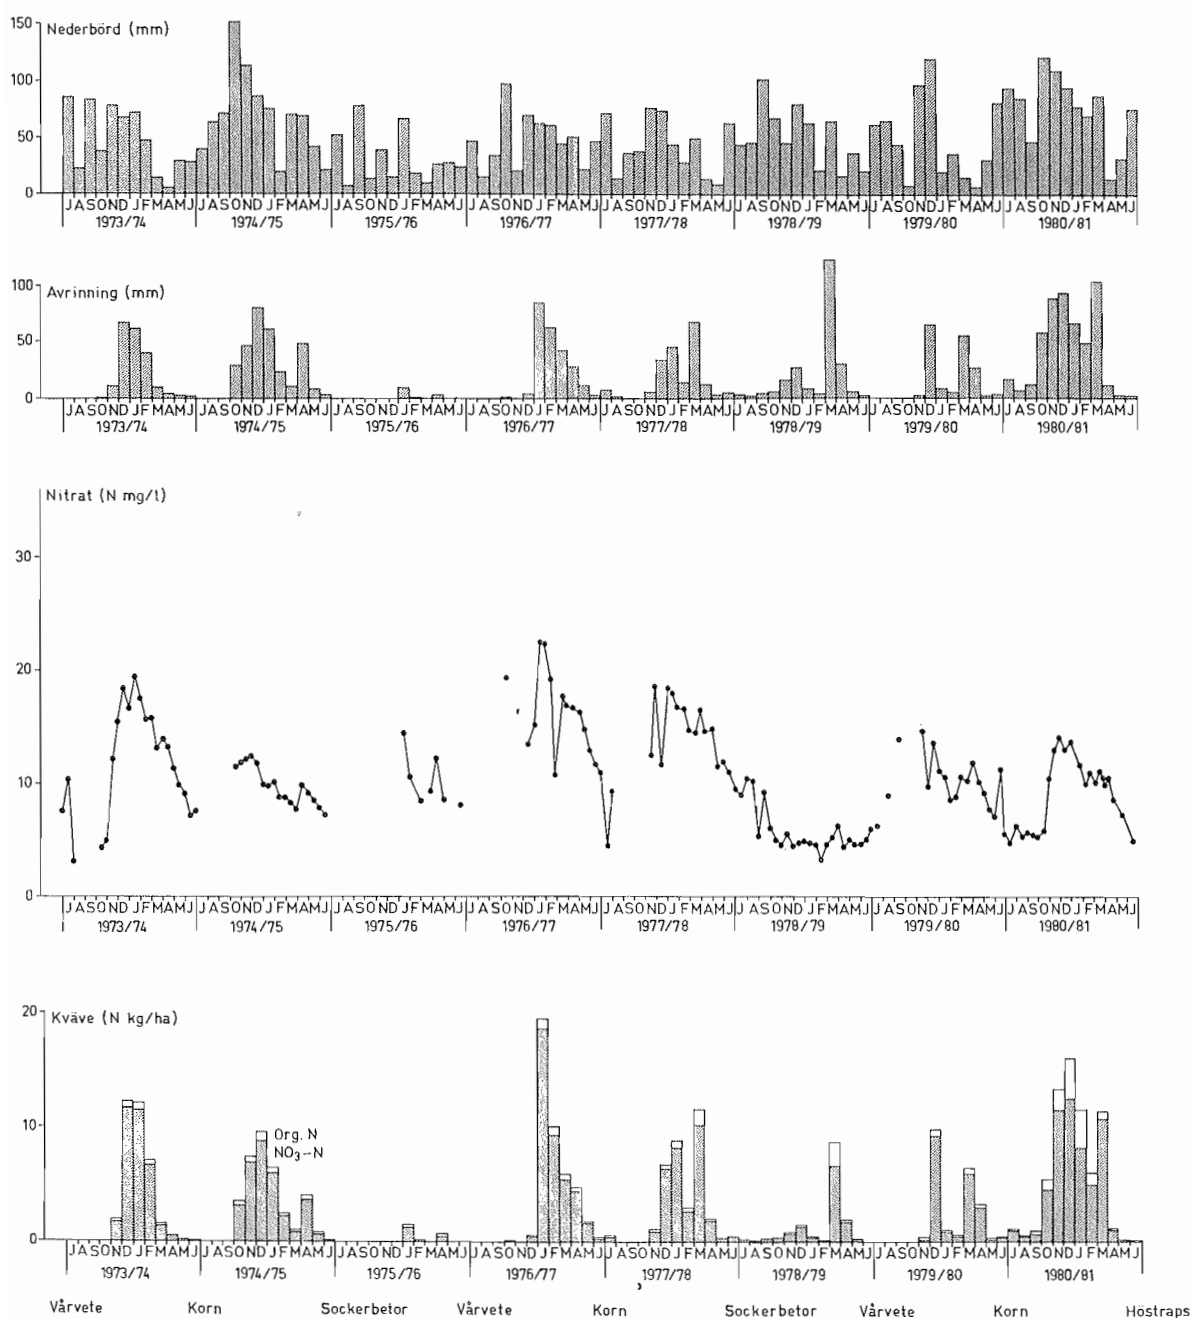 Nederbörd (mm)
150
100
50
0
J A S O N D J F M A M J J A S O N D J F M A M J J A S O N D J F M A M J J A S O N D J F M A M J J A S O N D J F M A M J J A S O N D J F M A M J J A S O N D J F M A M J J A S O N D J F M A M J
1973/74 1974/75 1975/76 1976/77 1977/78 1978/79 1979/80 1980/81
Avrinning (mm)
100
50
0
J A S O N D J F M A M J J A S O N D J F M A M J J A S O N D J F M A M J J A S O N D J F M A M J J A S O N D J F M A M J J A S O N D J F M A M J J A S O N D J F M A M J J A S O N D J F M A M J
1973/74 1974/75 1975/76 1976/77 1977/78 1978/79 1979/80 1980/81
Nitrat (N mg/l)
30
20
10
0
J A S O N D J F M A M J J A S O N D J F M A M J J A S O N D J F M A M J J A S O N D J F M A M J J A S O N D J F M A M J J A S O N D J F M A M J J A S O N D J F M A M J J A S O N D J F M A M J
1973/74 1974/75 1975/76 1976/77 1977/78 1978/79 1979/80 1980/81
Kväve (N kg/ha)
20
10
0
Org. N
NO₃-N
J A S O N D J F M A M J J A S O N D J F M A M J J A S O N D J F M A M J J A S O N D J F M A M J J A S O N D J F M A M J J A S O N D J F M A M J J A S O N D J F M A M J J A S O N D J F M A M J
1973/74 1974/75 1975/76 1976/77 1977/78 1978/79 1979/80 1980/81
Vårvete Korn Sockerbetor Vårvete Korn Sockerbetor Vårvete Korn Höstraps